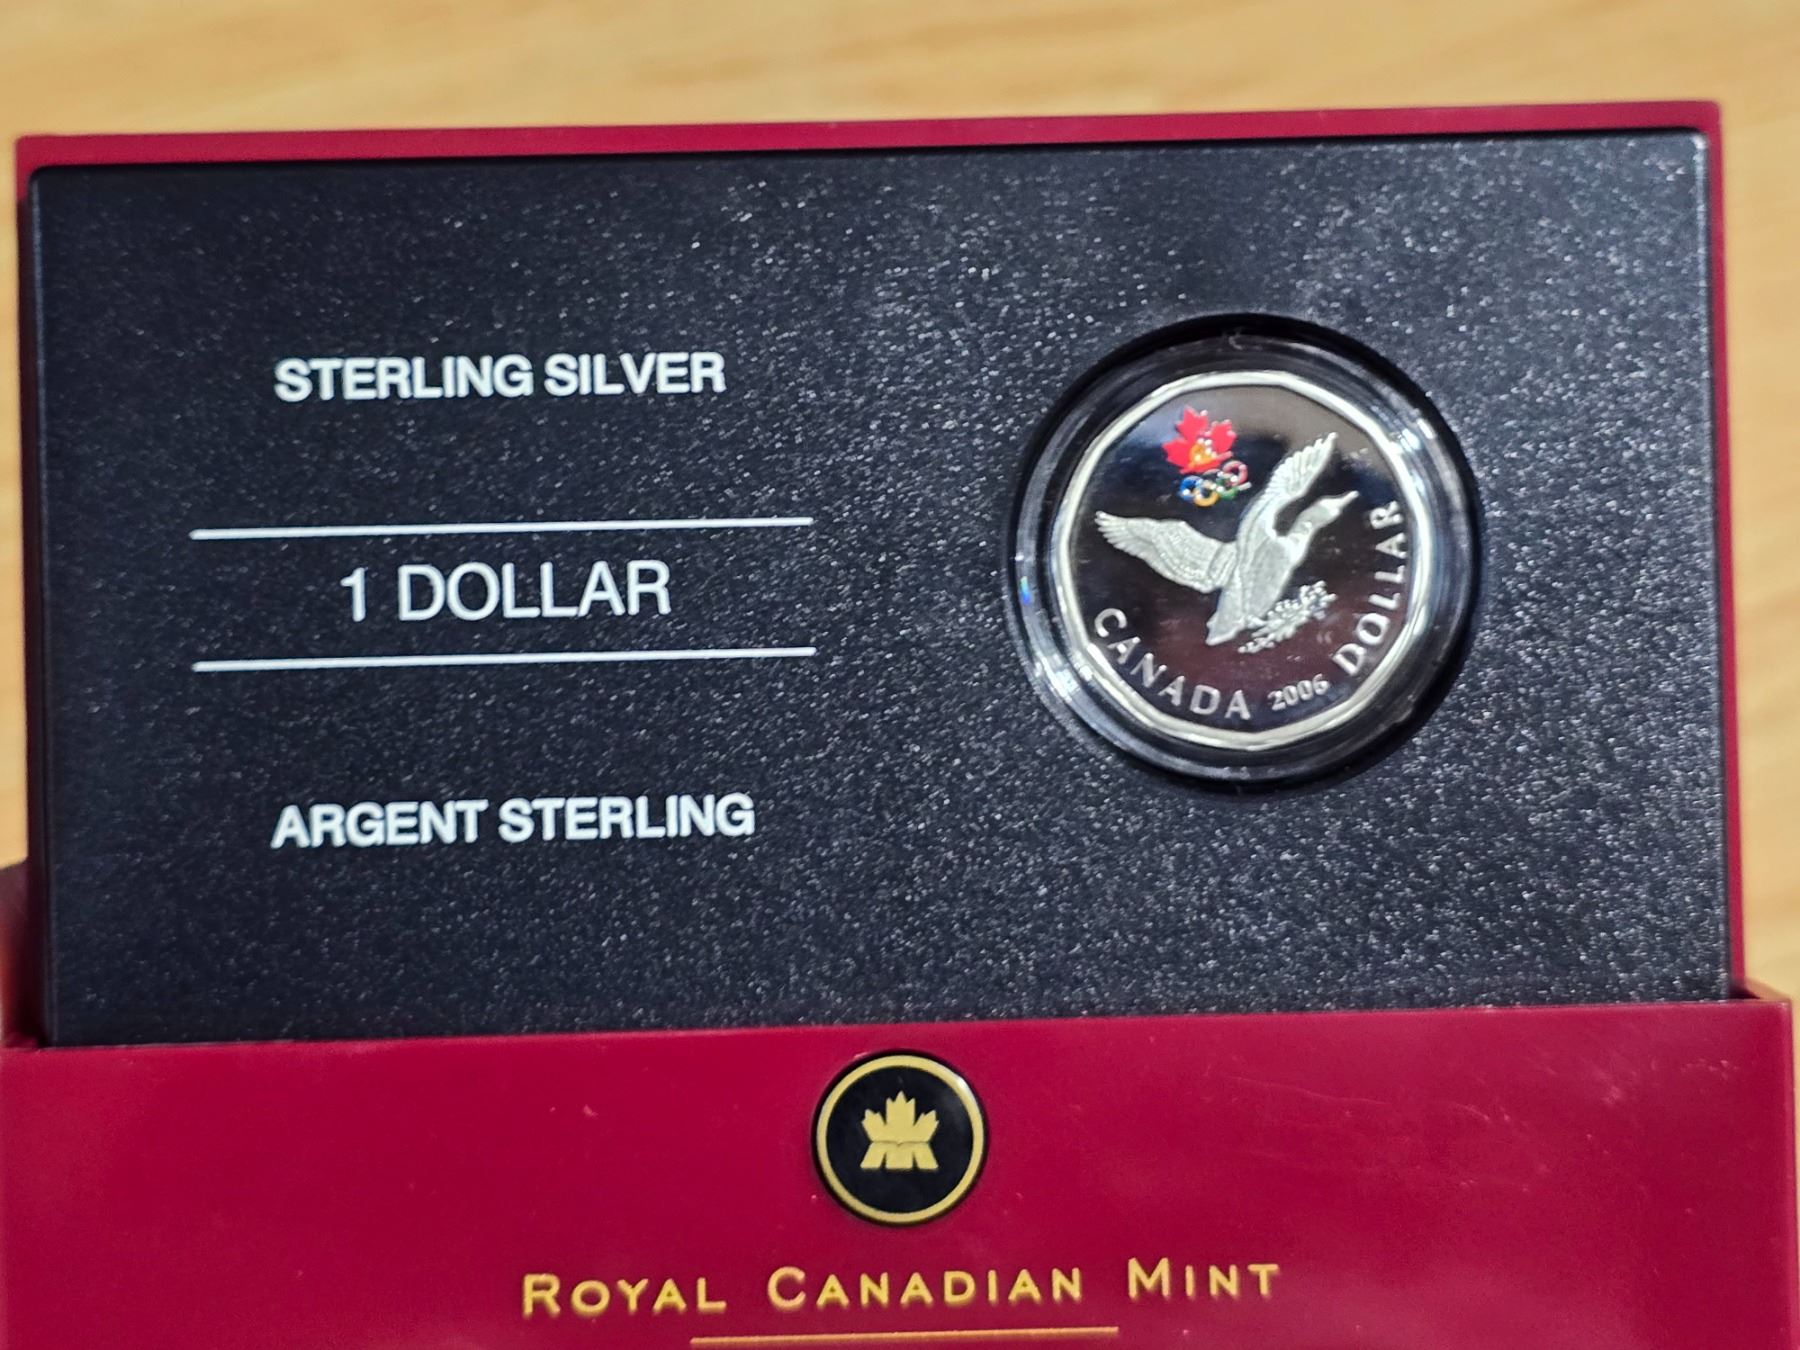 STERLING SILVER
1 DOLLAR
ARGENT STERLING
CANADA 2006 DOLLAR
ROYAL CANADIAN MINT